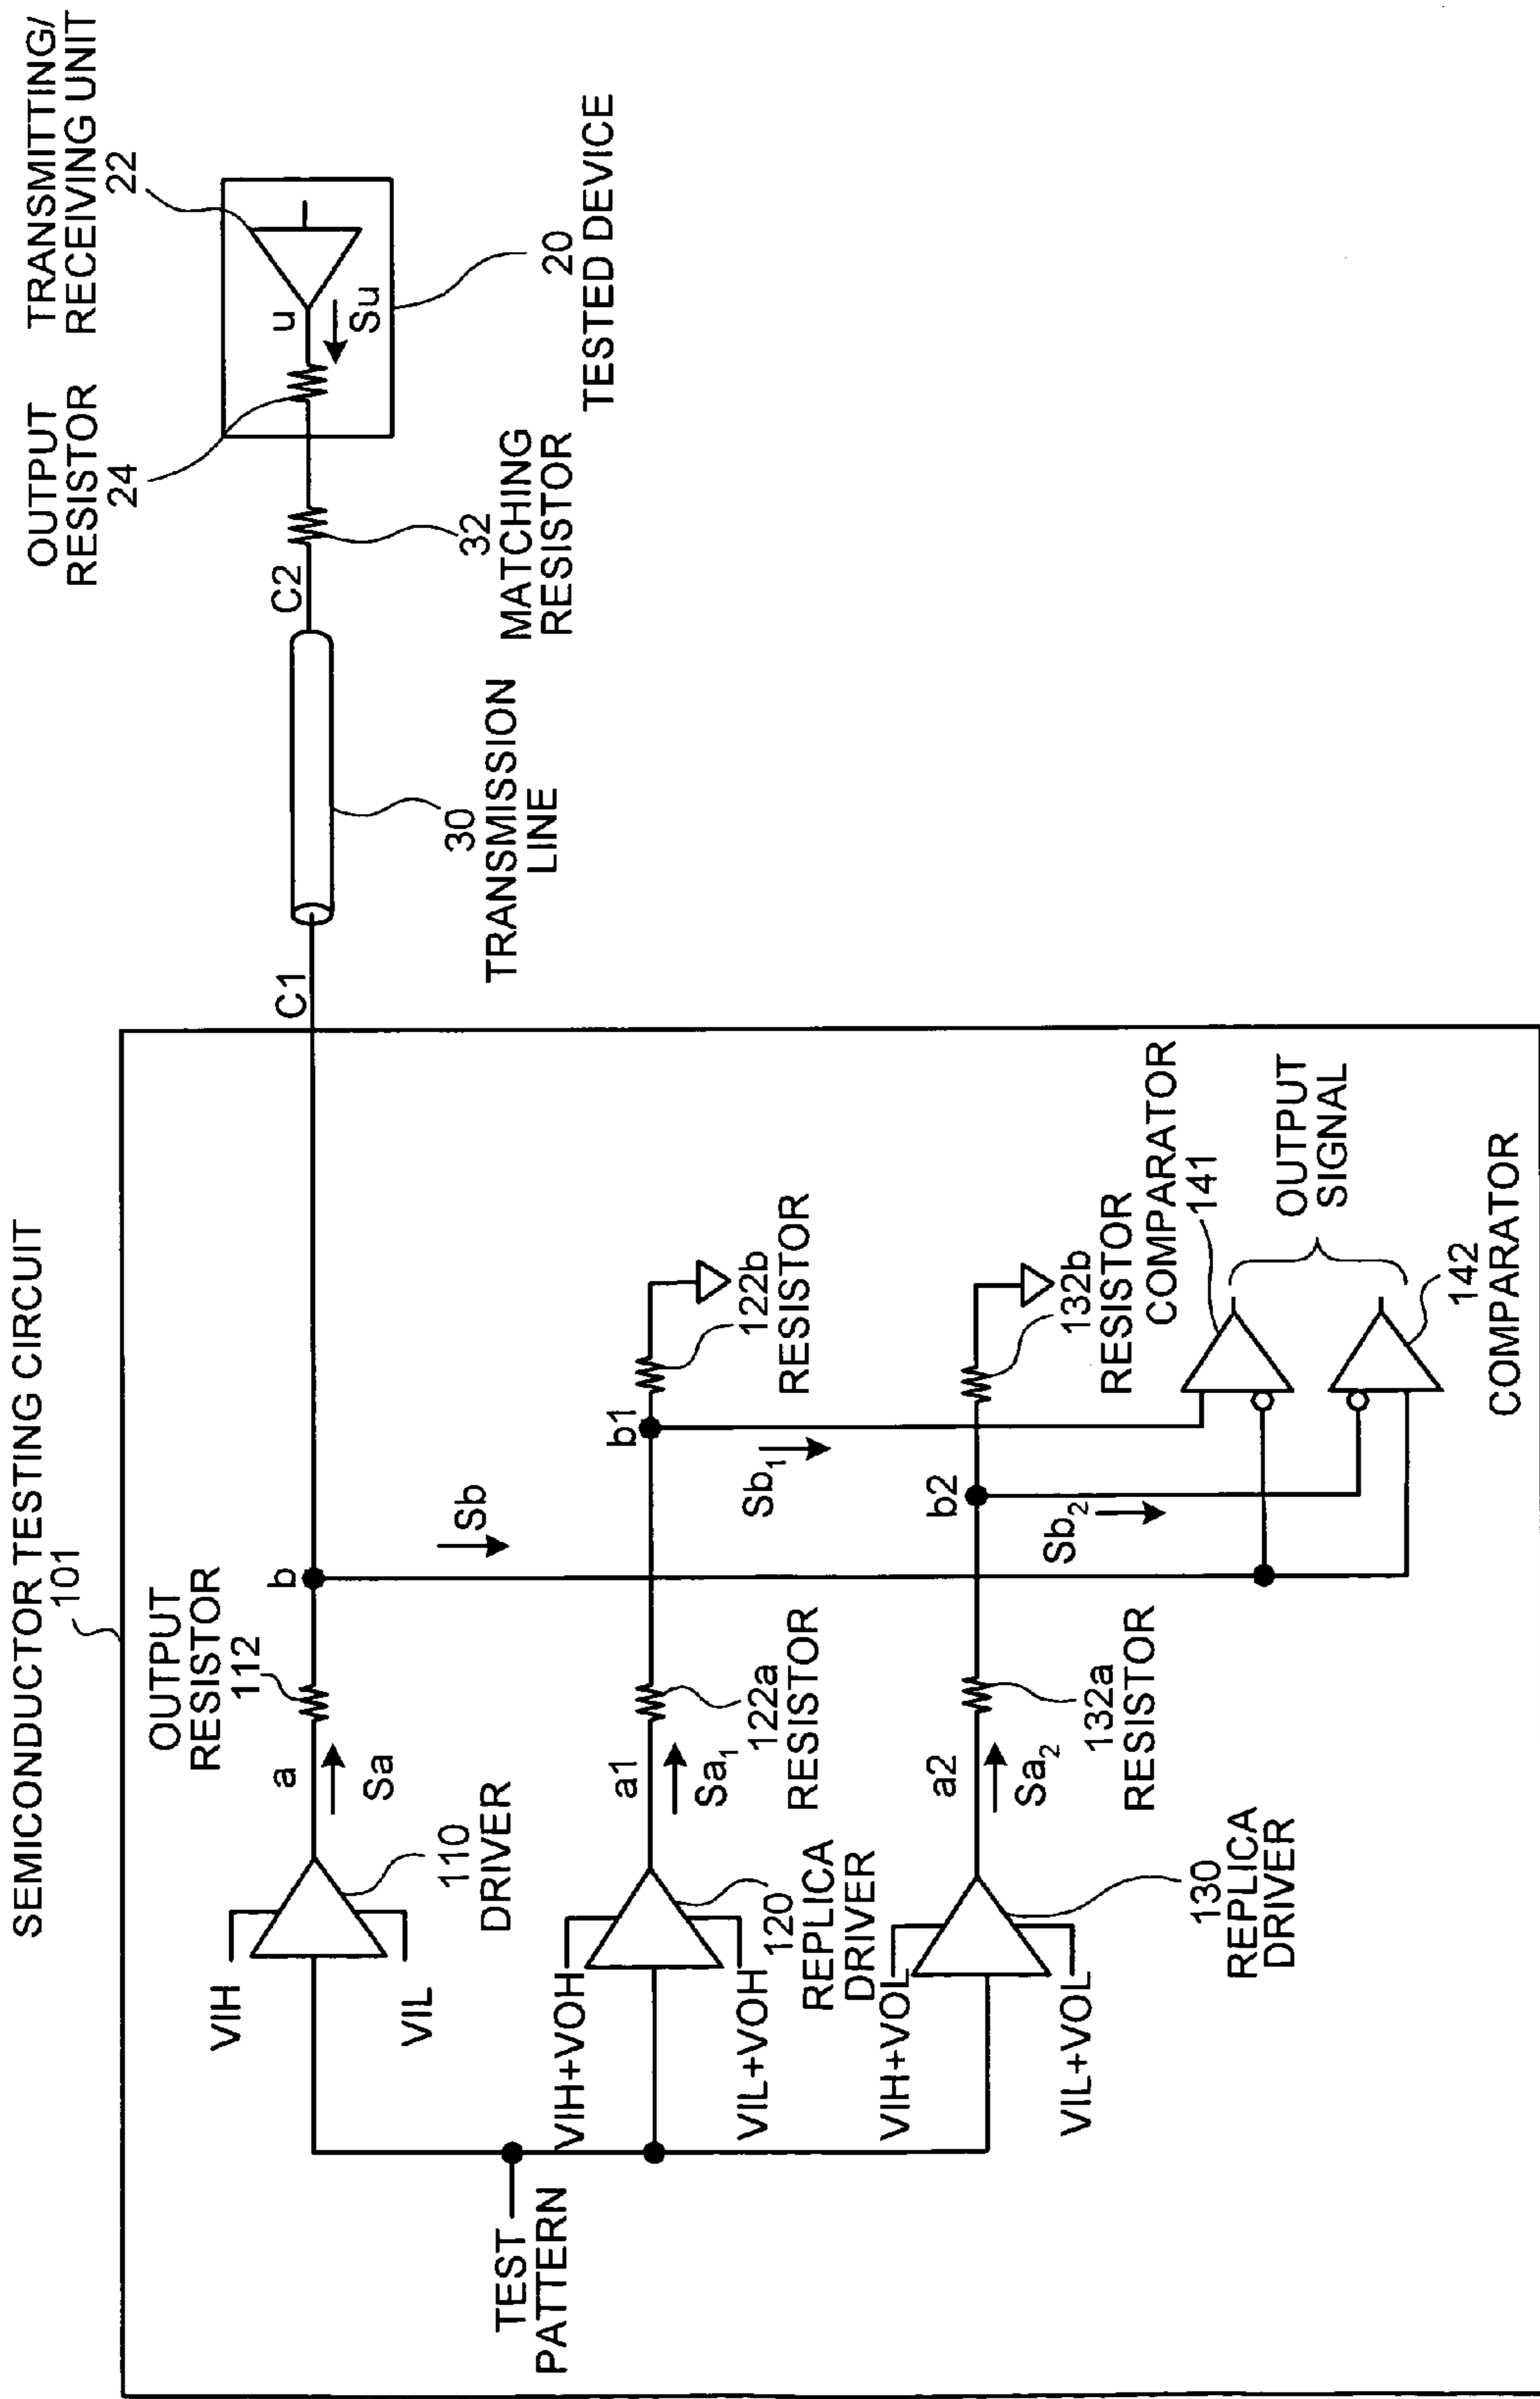 SEMICONDUCTOR TESTING CIRCUIT
101
OUTPUT
RESISTOR
112
OUTPUT
RESISTOR
24
TRANSMITTING/
RECEIVING UNIT
22
VIH
VIL
a
Sa
110
DRIVER
b
Sb
C1
30
TRANSMISSION
LINE
C2
32
MATCHING
RESISTOR
u
Su
20
TESTED DEVICE
TEST
PATTERN
VIH+VOH
VIL+VOH
120
REPLICA
DRIVER
a1
Sa1
122a
RESISTOR
b1
Sb1
122b
RESISTOR
VIH+VOL
VIL+VOL
130
REPLICA
DRIVER
a2
Sa2
132a
RESISTOR
b2
Sb2
132b
RESISTOR
COMPARATOR
141
OUTPUT
SIGNAL
142
COMPARATOR